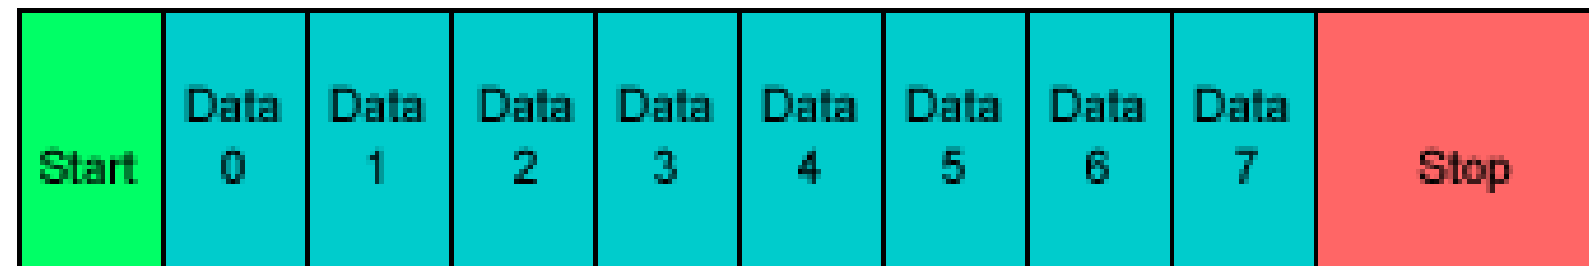 Start
Data 0
Data 1
Data 2
Data 3
Data 4
Data 5
Data 6
Data 7
Stop